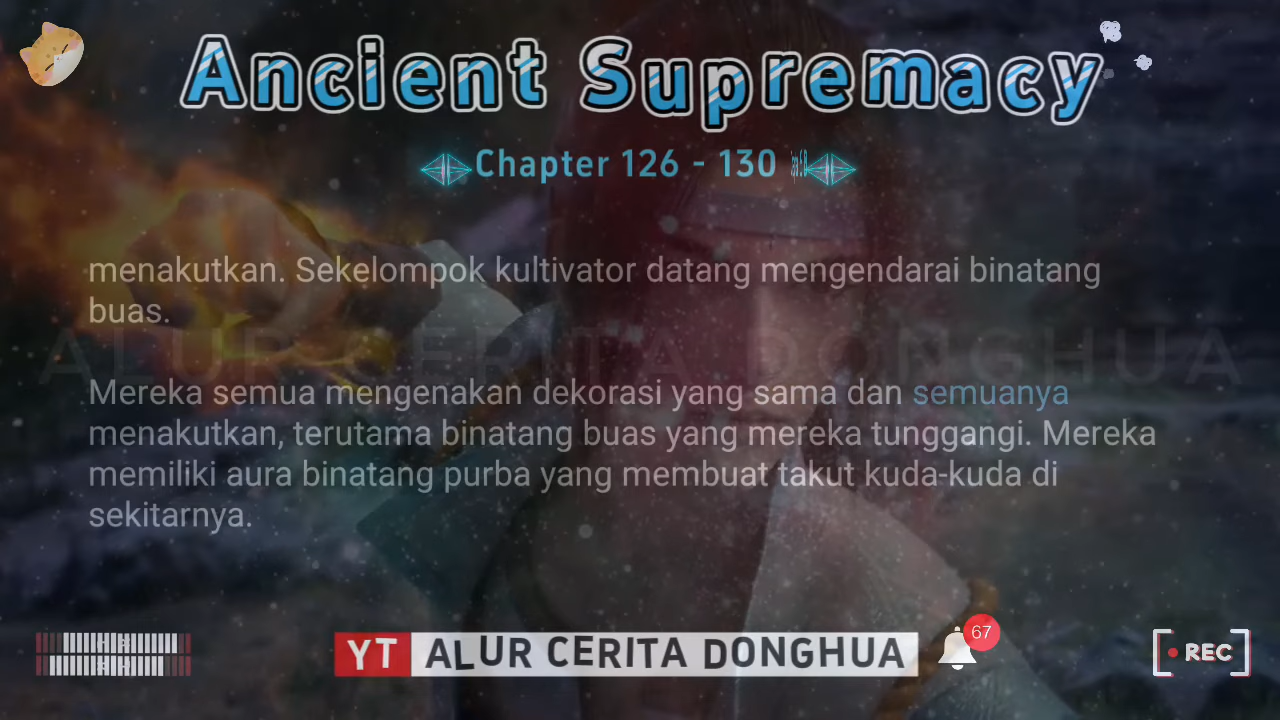 Ancient Supremacy
Chapter 126 - 130
menakutkan. Sekelompok kultivator datang mengendarai binatang
buas.
ALUR CERITA DONGHUA
Mereka semua mengenakan dekorasi yang sama dan semuanya
menakutkan, terutama binatang buas yang mereka tunggangi. Mereka
memiliki aura binatang purba yang membuat takut kuda-kuda di
sekitarnya.
YT ALUR CERITA DONGHUA
67
REC